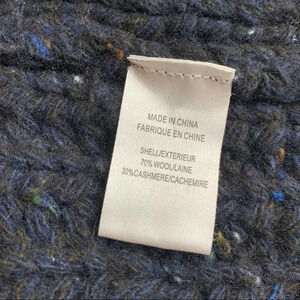 MADE IN CHINA
FABRIQUE EN CHINE
SHELL/EXTERIEUR
70% WOOL/LAINE
30%CASHMERE/CACHEMIRE